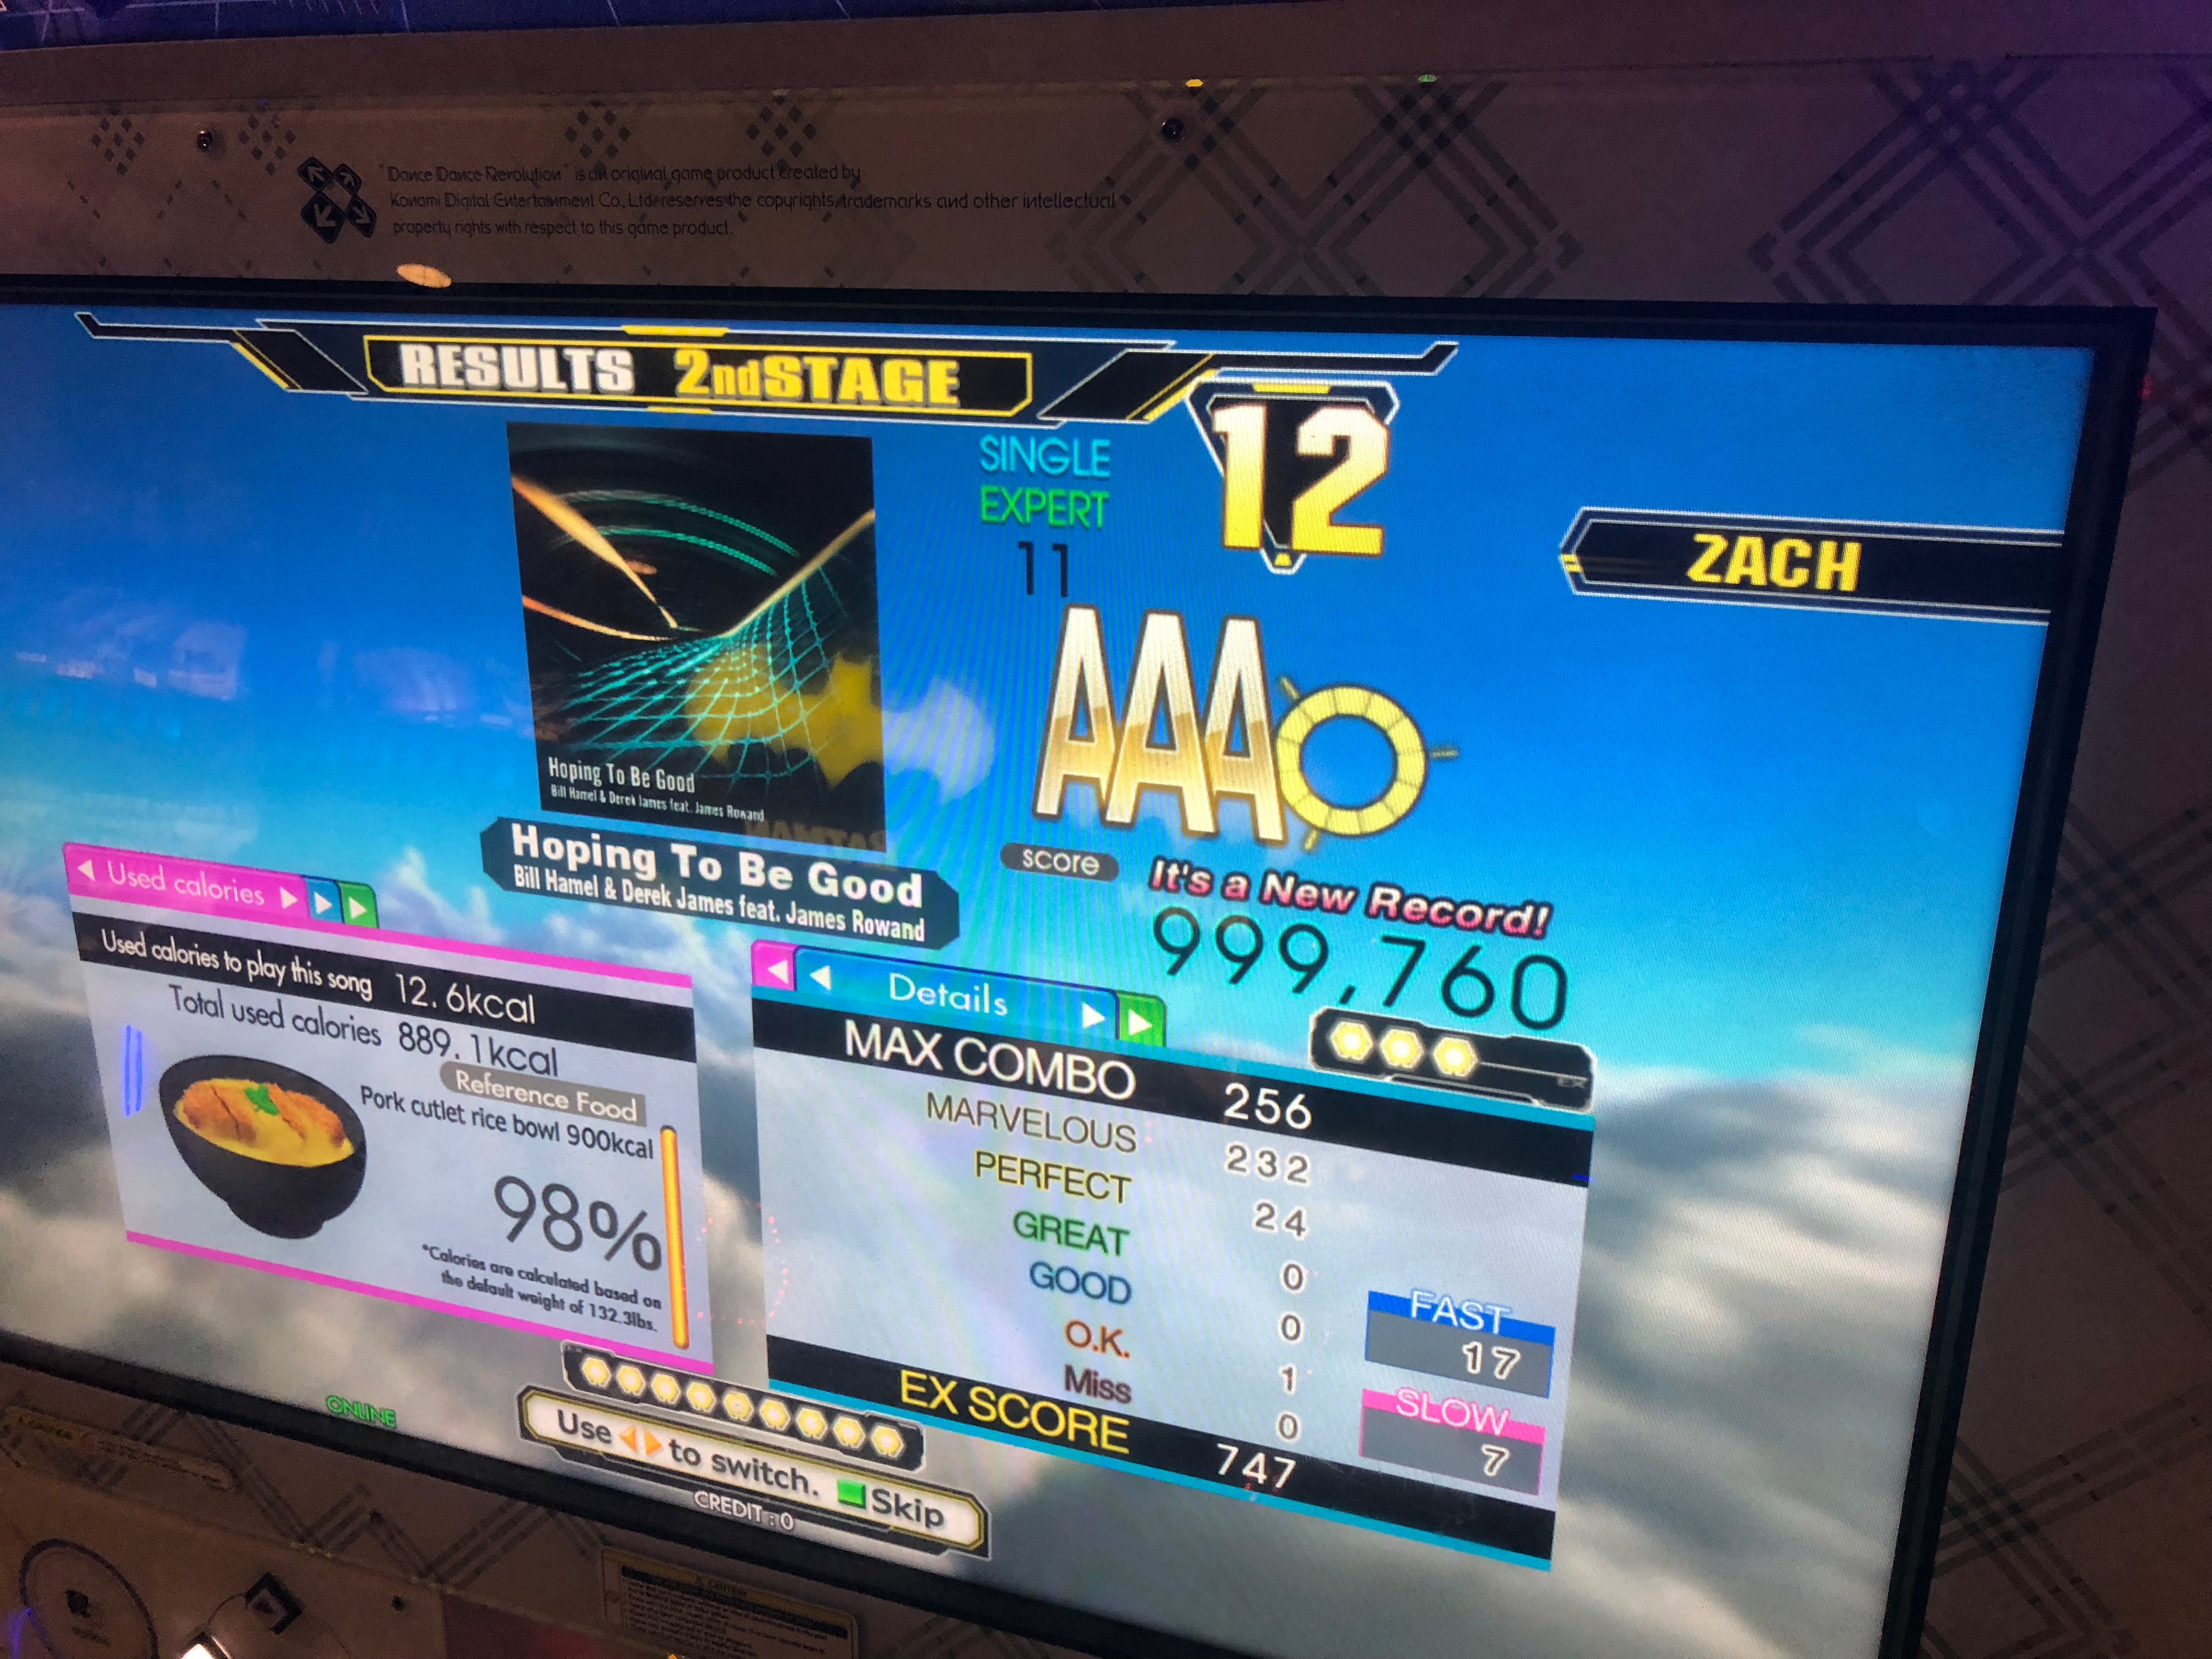 "Dance Dance Revolution" is an original game product created by
Konami Digital Entertainment Co., Ltd. reserves the copyrights, trademarks and other intellectual
property rights with respect to this game product.
RESULTS 2ndSTAGE
12
SINGLE
EXPERT
11
ZACH
AAA
Hoping To Be Good
Bill Hamel & Derek James feat. James Rowand
Hoping To Be Good
Bill Hamel & Derek James feat. James Rowand
score
It's a New Record!
999,760
Used calories
Used calories to play this song 12.6kcal
Total used calories 889.1kcal
Reference Food
Pork cutlet rice bowl 900kcal
98%
*Calories are calculated based on
the default weight of 132.3lbs.
Details
MAX COMBO 256
MARVELOUS 232
PERFECT 24
GREAT 0
GOOD 0
O.K. 1
Miss 0
EX SCORE 747
FAST
17
SLOW
7
EX
ONLINE
Use ◀▶ to switch. Skip
CREDIT : 0
CAUTION